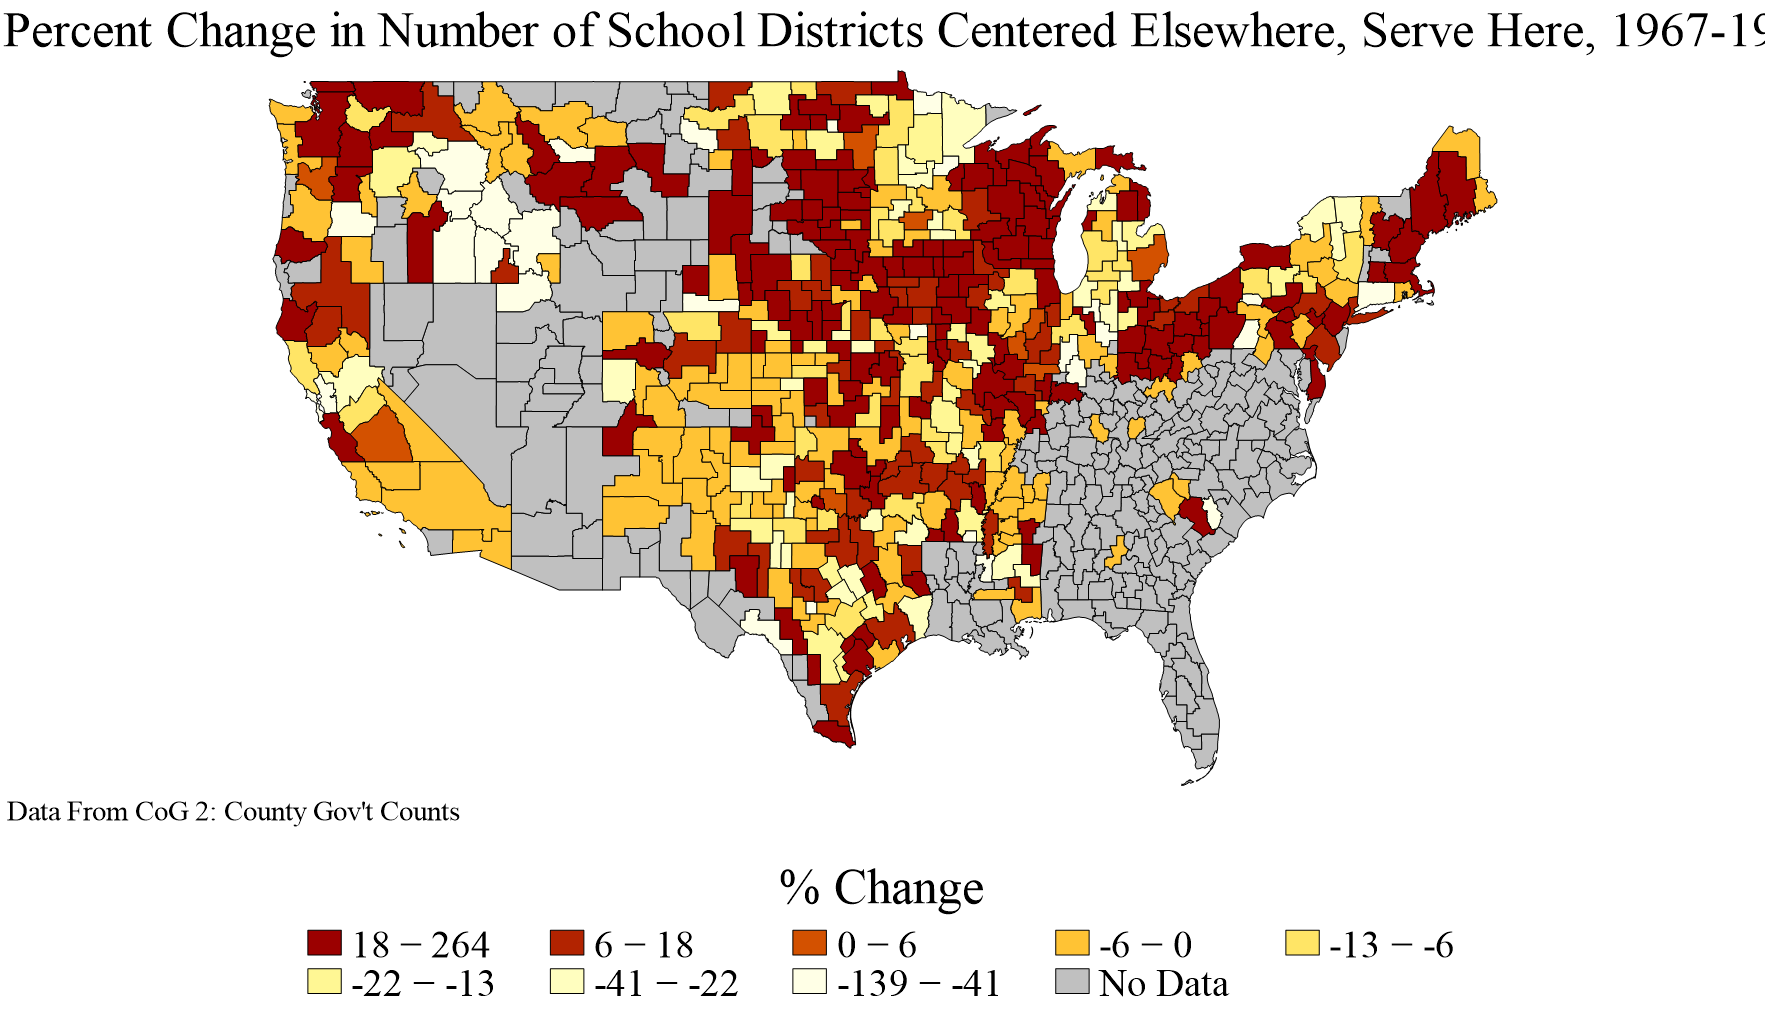 Percent Change in Number of School Districts Centered Elsewhere, Serve Here, 1967-19
Data From CoG 2: County Gov't Counts
% Change
18 − 264 6 − 18 0 − 6 -6 − 0 -13 − -6
-22 − -13 -41 − -22 -139 − -41 No Data